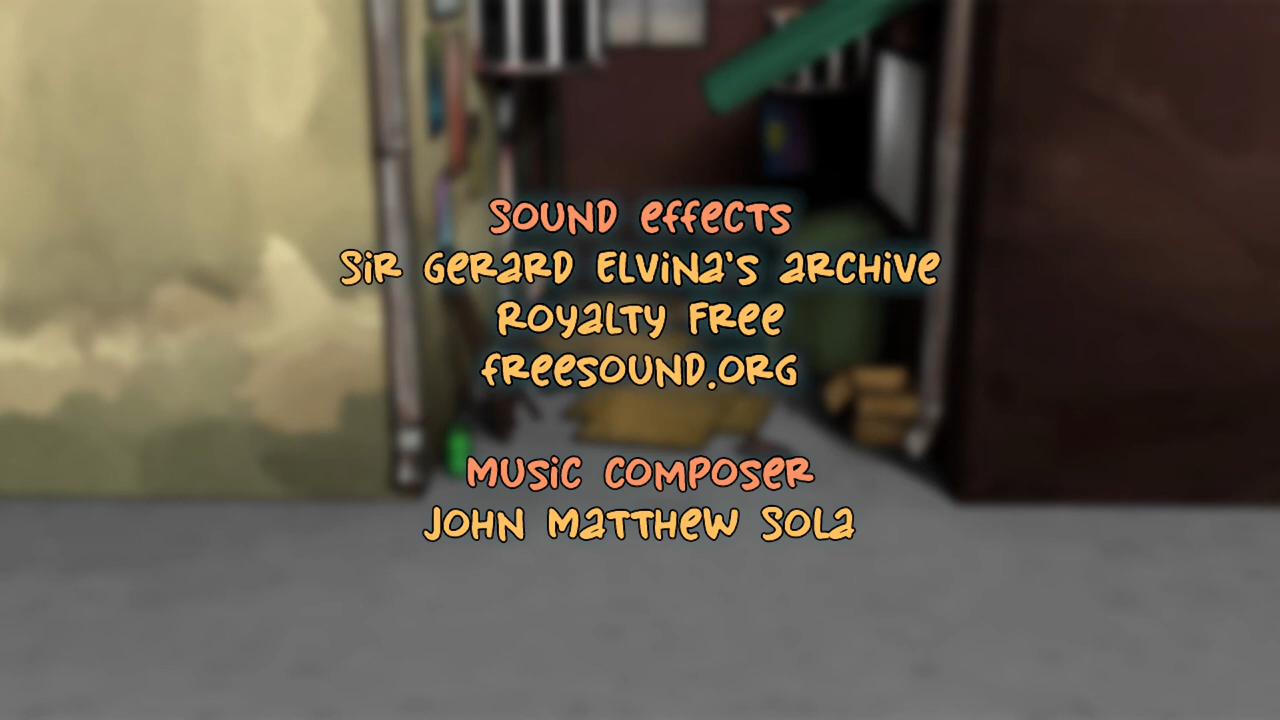 Sound Effects
Sir Gerard Elvina's Archive
Royalty Free
freesound.org
Music Composer
John Matthew Sola